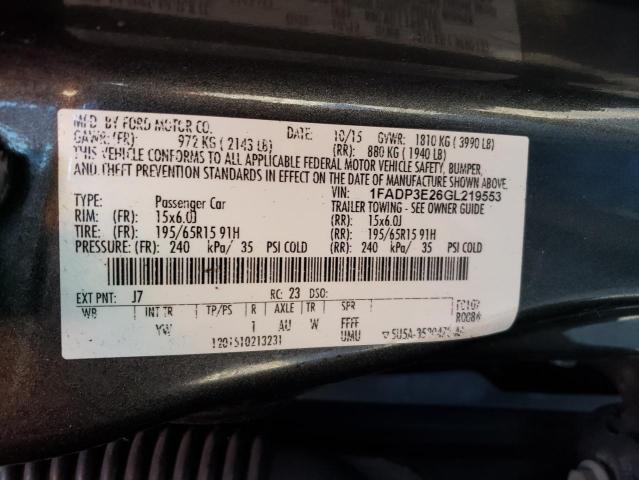 MFD. BY FORD MOTOR CO. DATE: 10/15 GVWR: 1810 KG (3990 LB)
GAWR:(FR): 972 KG (2143 LB) (RR): 880 KG (1940 LB)
THIS VEHICLE CONFORMS TO ALL APPLICABLE FEDERAL MOTOR VEHICLE SAFETY, BUMPER,
AND THEFT PREVENTION STANDARDS IN EFFECT ON THE DATE OF MANUFACTURE SHOWN ABOVE.
VIN: 1FADP3E26GL219553
TYPE: Passenger Car TRAILER TOWING - SEE OWNER GUIDE
RIM: (FR): 15x6.0J (RR): 15x6.0J
TIRE: (FR): 195/65R15 91H (RR): 195/65R15 91H
PRESSURE: (FR) 240 kPa/ 35 PSI COLD (RR): 240 kPa/ 35 PSI COLD
EXT PNT: J7 RC: 23 DSO:
WB INT TR TP/PS R AXLE TR SPR
YW 1 AU W FFFF
UMU